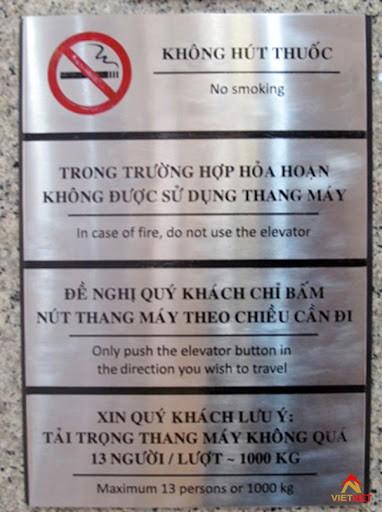 KHÔNG HÚT THUỐC
No smoking
TRONG TRƯỜNG HỢP HỎA HOẠN
KHÔNG ĐƯỢC SỬ DỤNG THANG MÁY
In case of fire, do not use the elevator
ĐỀ NGHỊ QUÝ KHÁCH CHỈ BẤM
NÚT THANG MÁY THEO CHIỀU CẦN ĐI
Only push the elevator button in
the direction you wish to travel
XIN QUÝ KHÁCH LƯU Ý:
TẢI TRỌNG THANG MÁY KHÔNG QUÁ
13 NGƯỜI / LƯỢT ~ 1000 KG
Maximum 13 persons or 1000 kg